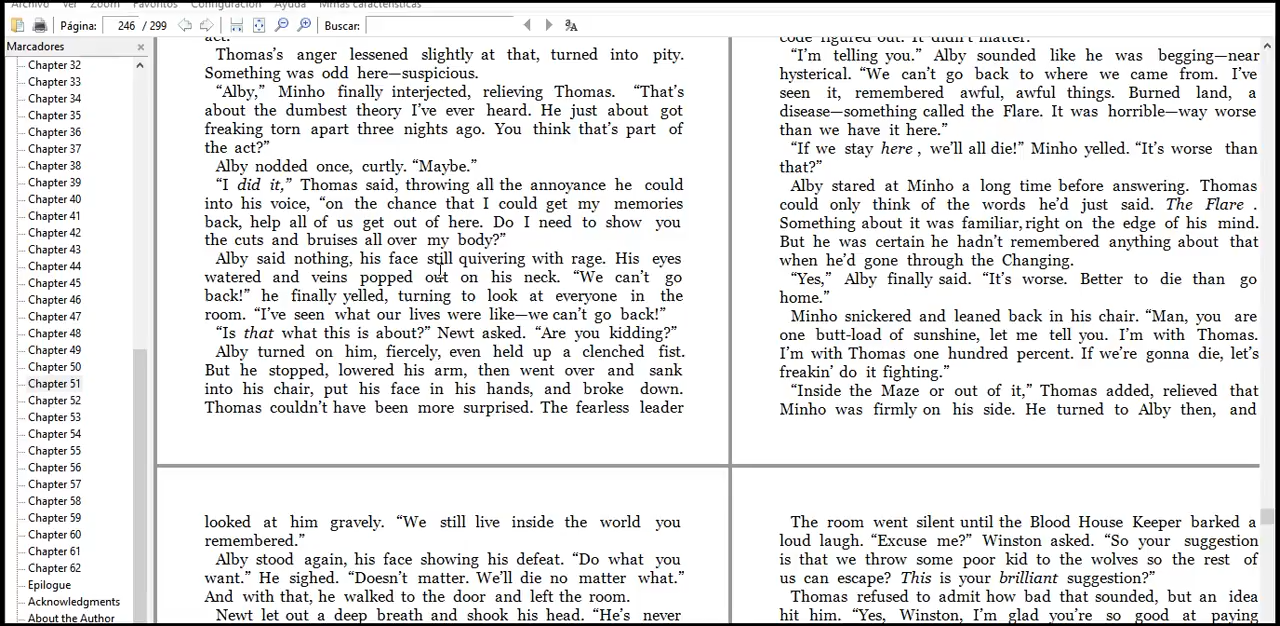 Archivo Ver Zoom Favoritos Configuración Ayuda Mínias características
Página: 246 / 299 Buscar:
Marcadores
Chapter 32
Chapter 33
Chapter 34
Chapter 35
Chapter 36
Chapter 37
Chapter 38
Chapter 39
Chapter 40
Chapter 41
Chapter 42
Chapter 43
Chapter 44
Chapter 45
Chapter 46
Chapter 47
Chapter 48
Chapter 49
Chapter 50
Chapter 51
Chapter 52
Chapter 53
Chapter 54
Chapter 55
Chapter 56
Chapter 57
Chapter 58
Chapter 59
Chapter 60
Chapter 61
Chapter 62
Epilogue
Acknowledgments
About the Author
act.
Thomas’s anger lessened slightly at that, turned into pity.
Something was odd here—suspicious.
“Alby,” Minho finally interjected, relieving Thomas. “That’s
about the dumbest theory I’ve ever heard. He just about got
freaking torn apart three nights ago. You think that’s part of
the act?”
Alby nodded once, curtly. “Maybe.”
“I did it,” Thomas said, throwing all the annoyance he could
into his voice, “on the chance that I could get my memories
back, help all of us get out of here. Do I need to show you
the cuts and bruises all over my body?”
Alby said nothing, his face still quivering with rage. His eyes
watered and veins popped out on his neck. “We can’t go
back!” he finally yelled, turning to look at everyone in the
room. “I’ve seen what our lives were like—we can’t go back!”
“Is that what this is about?” Newt asked. “Are you kidding?”
Alby turned on him, fiercely, even held up a clenched fist.
But he stopped, lowered his arm, then went over and sank
into his chair, put his face in his hands, and broke down.
Thomas couldn’t have been more surprised. The fearless leader
code figured out. It didn’t matter.
“I’m telling you.” Alby sounded like he was begging—near
hysterical. “We can’t go back to where we came from. I’ve
seen it, remembered awful, awful things. Burned land, a
disease—something called the Flare. It was horrible—way worse
than we have it here.”
“If we stay here , we’ll all die!” Minho yelled. “It’s worse than
that?”
Alby stared at Minho a long time before answering. Thomas
could only think of the words he’d just said. The Flare .
Something about it was familiar, right on the edge of his mind.
But he was certain he hadn’t remembered anything about that
when he’d gone through the Changing.
“Yes,” Alby finally said. “It’s worse. Better to die than go
home.”
Minho snickered and leaned back in his chair. “Man, you are
one butt-load of sunshine, let me tell you. I’m with Thomas.
I’m with Thomas one hundred percent. If we’re gonna die, let’s
freakin’ do it fighting.”
“Inside the Maze or out of it,” Thomas added, relieved that
Minho was firmly on his side. He turned to Alby then, and
looked at him gravely. “We still live inside the world you
remembered.”
Alby stood again, his face showing his defeat. “Do what you
want.” He sighed. “Doesn’t matter. We’ll die no matter what.”
And with that, he walked to the door and left the room.
Newt let out a deep breath and shook his head. “He’s never
The room went silent until the Blood House Keeper barked a
loud laugh. “Excuse me?” Winston asked. “So your suggestion
is that we throw some poor kid to the wolves so the rest of
us can escape? This is your brilliant suggestion?”
Thomas refused to admit how bad that sounded, but an idea
hit him. “Yes, Winston, I’m glad you’re so good at paying